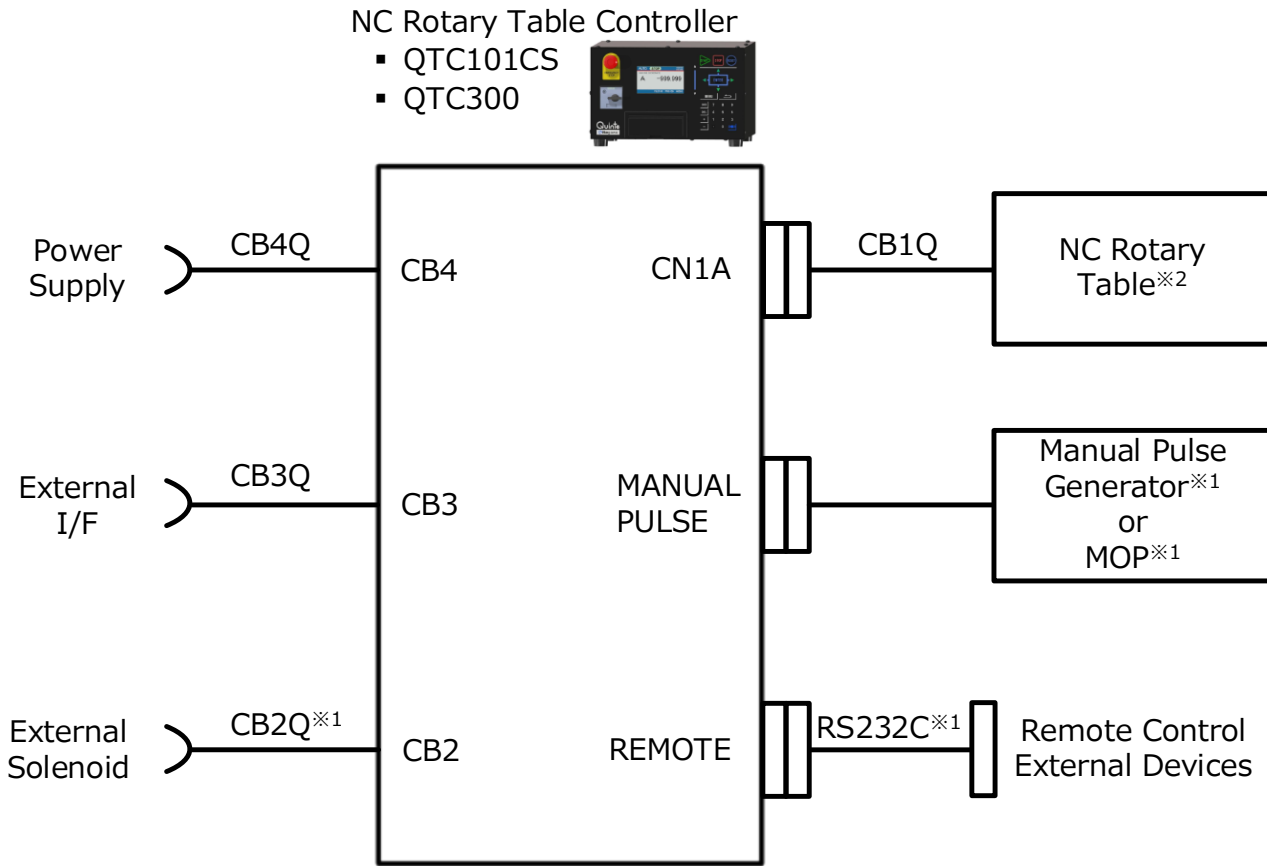 NC Rotary Table Controller
▪ QTC101CS
▪ QTC300
Power
Supply
CB4Q
CB4
CN1A
CB1Q
NC Rotary
Table※2
External
I/F
CB3Q
CB3
MANUAL
PULSE
Manual Pulse
Generator※1
or
MOP※1
External
Solenoid
CB2Q※1
CB2
REMOTE
RS232C※1
Remote Control
External Devices